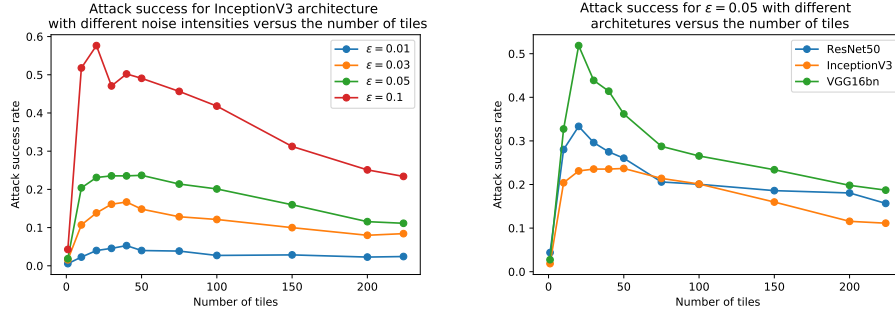 Attack success for InceptionV3 architecture
with different noise intensities versus the number of tiles
Attack success rate
0.6
0.5
0.4
0.3
0.2
0.1
0.0
ε = 0.01
ε = 0.03
ε = 0.05
ε = 0.1
0 50 100 150 200
Number of tiles
Attack success for ε = 0.05 with different
architetures versus the number of tiles
Attack success rate
0.5
0.4
0.3
0.2
0.1
0.0
ResNet50
InceptionV3
VGG16bn
0 50 100 150 200
Number of tiles